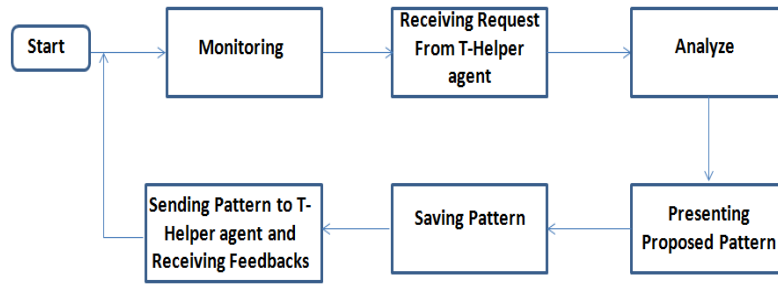 Start
Monitoring
Receiving Request
From T-Helper
agent
Analyze
Sending Pattern to T-
Helper agent and
Receiving Feedbacks
Saving Pattern
Presenting
Proposed Pattern